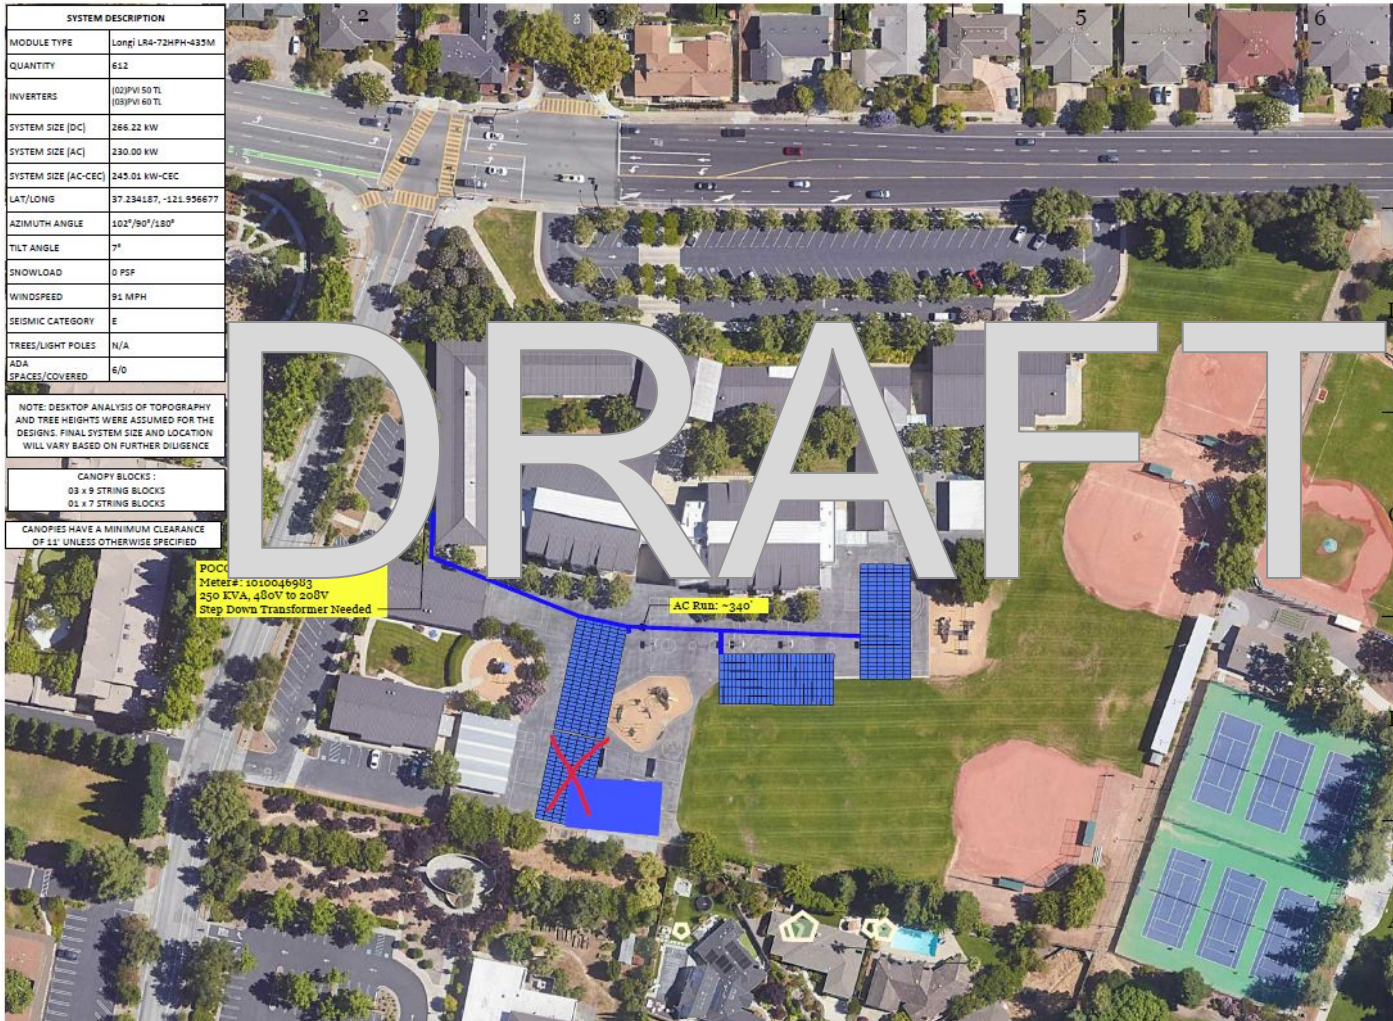 2
3
4
5
6
SYSTEM DESCRIPTION
MODULE TYPE Longi LR4-72HPH-435M
QUANTITY 612
INVERTERS (02)PVI 50 TL
(03)PVI 60 TL
SYSTEM SIZE (DC) 266.22 kW
SYSTEM SIZE (AC) 230.00 kW
SYSTEM SIZE (AC-CEC) 245.01 kW-CEC
LAT/LONG 37.234187, -121.956677
AZIMUTH ANGLE 102°/90°/180°
TILT ANGLE 7°
SNOWLOAD 0 PSF
WINDSPEED 91 MPH
SEISMIC CATEGORY E
TREES/LIGHT POLES N/A
ADA
SPACES/COVERED 6/0
NOTE: DESKTOP ANALYSIS OF TOPOGRAPHY
AND TREE HEIGHTS WERE ASSUMED FOR THE
DESIGNS. FINAL SYSTEM SIZE AND LOCATION
WILL VARY BASED ON FURTHER DILIGENCE
CANOPY BLOCKS :
03 x 9 STRING BLOCKS
01 x 7 STRING BLOCKS
CANOPIES HAVE A MINIMUM CLEARANCE
OF 11' UNLESS OTHERWISE SPECIFIED
DRAFT
Meter#: 1010046983
250 KVA, 480V to 208V
Step Down Transformer Needed
AC Run: ~340'